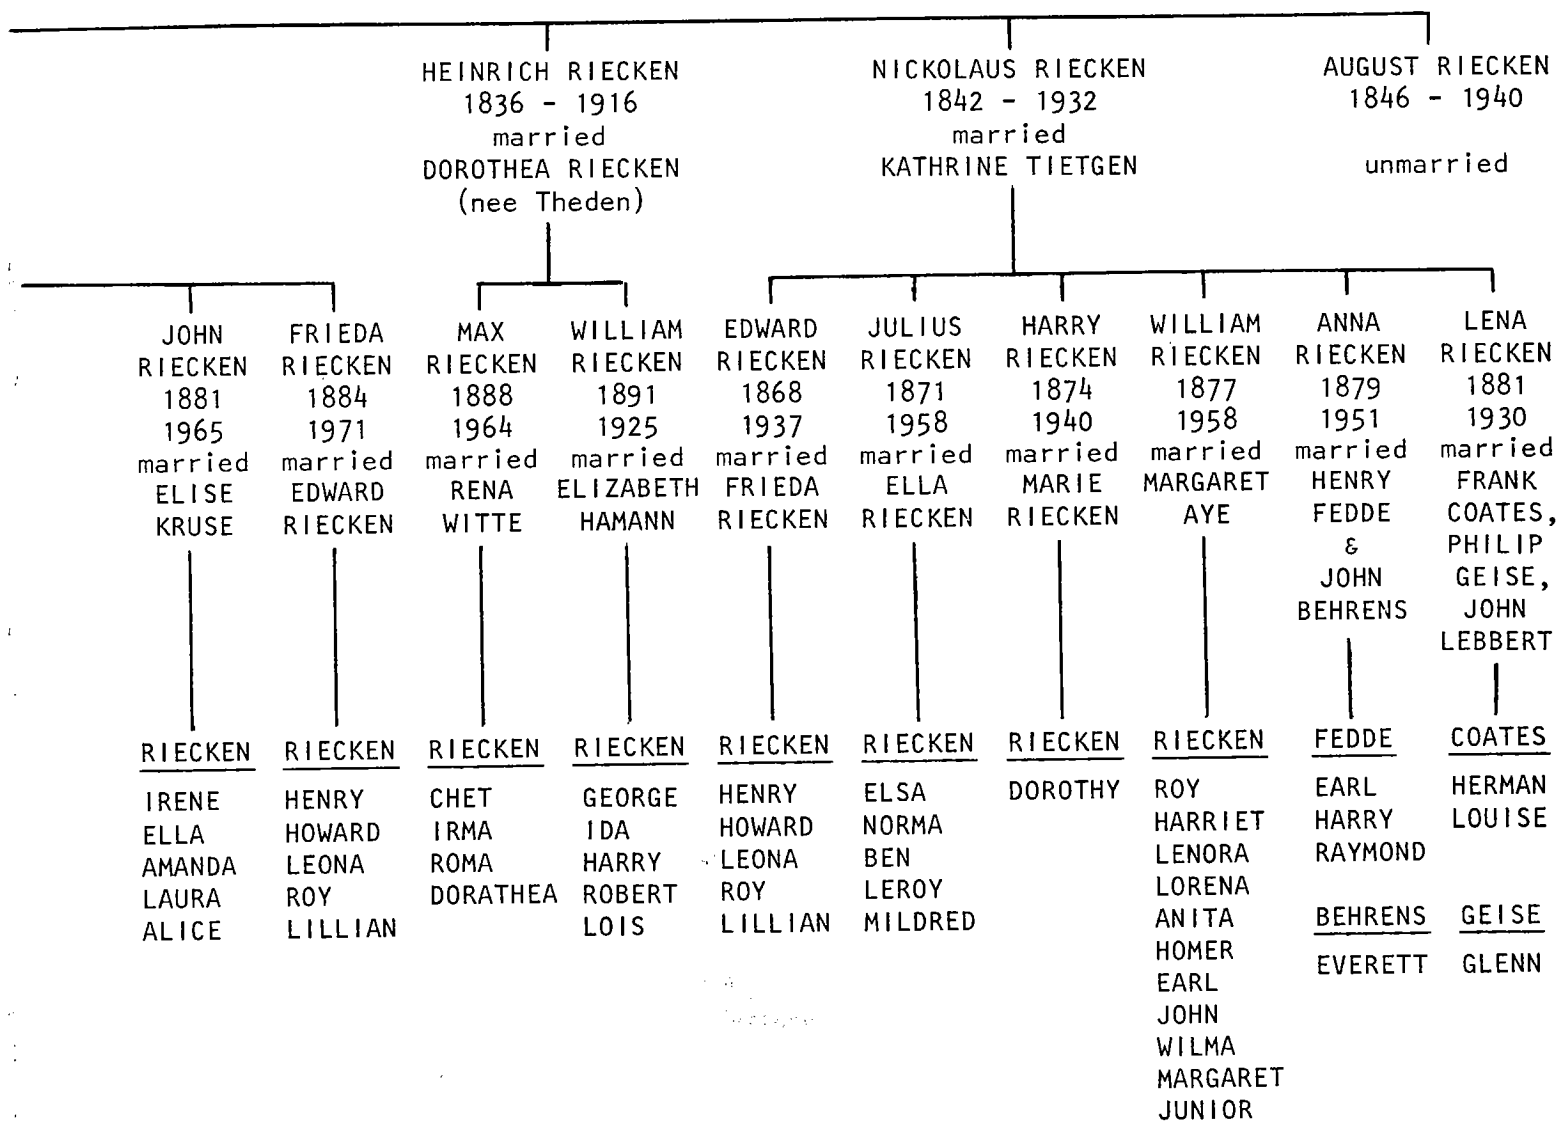 HEINRICH RIECKEN
1836 - 1916
married
DOROTHEA RIECKEN
(nee Theden)
NICKOLAUS RIECKEN
1842 - 1932
married
KATHRINE TIETGEN
AUGUST RIECKEN
1846 - 1940
unmarried
JOHN
RIECKEN
1881
1965
married
ELISE
KRUSE
FRIEDA
RIECKEN
1884
1971
married
EDWARD
RIECKEN
MAX
RIECKEN
1888
1964
married
RENA
WITTE
WILLIAM
RIECKEN
1891
1925
married
ELIZABETH
HAMANN
EDWARD
RIECKEN
1868
1937
married
FRIEDA
RIECKEN
JULIUS
RIECKEN
1871
1958
married
ELLA
RIECKEN
HARRY
RIECKEN
1874
1940
married
MARIE
RIECKEN
WILLIAM
RIECKEN
1877
1958
married
MARGARET
AYE
ANNA
RIECKEN
1879
1951
married
HENRY
FEDDE
&
JOHN
BEHRENS
LENA
RIECKEN
1881
1930
married
FRANK
COATES,
PHILIP
GEISE,
JOHN
LEBBERT
RIECKEN
IRENE
ELLA
AMANDA
LAURA
ALICE
RIECKEN
HENRY
HOWARD
LEONA
ROY
LILLIAN
RIECKEN
CHET
IRMA
ROMA
DORATHEA
RIECKEN
GEORGE
IDA
HARRY
ROBERT
LOIS
RIECKEN
HENRY
HOWARD
LEONA
ROY
LILLIAN
RIECKEN
ELSA
NORMA
BEN
LEROY
MILDRED
RIECKEN
DOROTHY
RIECKEN
ROY
HARRIET
LENORA
LORENA
ANITA
HOMER
EARL
JOHN
WILMA
MARGARET
JUNIOR
FEDDE
EARL
HARRY
RAYMOND
BEHRENS
EVERETT
COATES
HERMAN
LOUISE
GEISE
GLENN